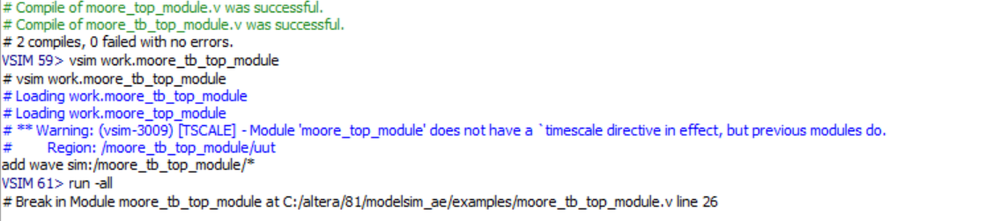 # Compile of moore_top_module.v was successful.
# Compile of moore_tb_top_module.v was successful.
# 2 compiles, 0 failed with no errors.
VSIM 59> vsim work.moore_tb_top_module
# vsim work.moore_tb_top_module
# Loading work.moore_tb_top_module
# Loading work.moore_top_module
# ** Warning: (vsim-3009) [TSCALE] - Module 'moore_top_module' does not have a `timescale directive in effect, but previous modules do.
#         Region: /moore_tb_top_module/uut
add wave sim:/moore_tb_top_module/*
VSIM 61> run -all
# Break in Module moore_tb_top_module at C:/altera/81/modelsim_ae/examples/moore_tb_top_module.v line 26